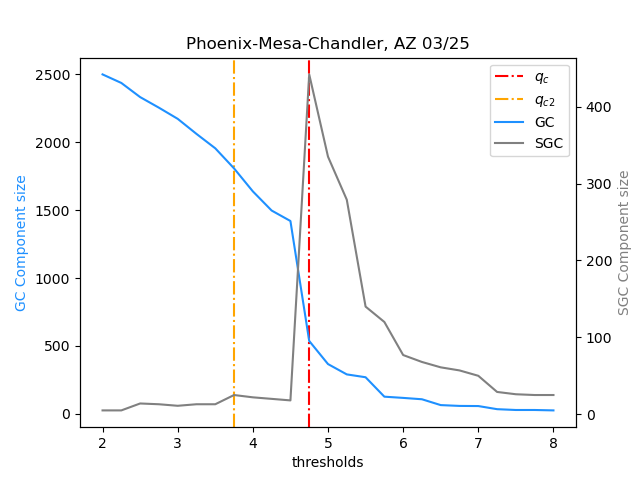 Phoenix-Mesa-Chandler, AZ 03/25
GC Component size
2500
2000
1500
1000
500
0
q_c
q_c2
GC
SGC
400
300
200
100
0
SGC Component size
2 3 4 5 6 7 8
thresholds